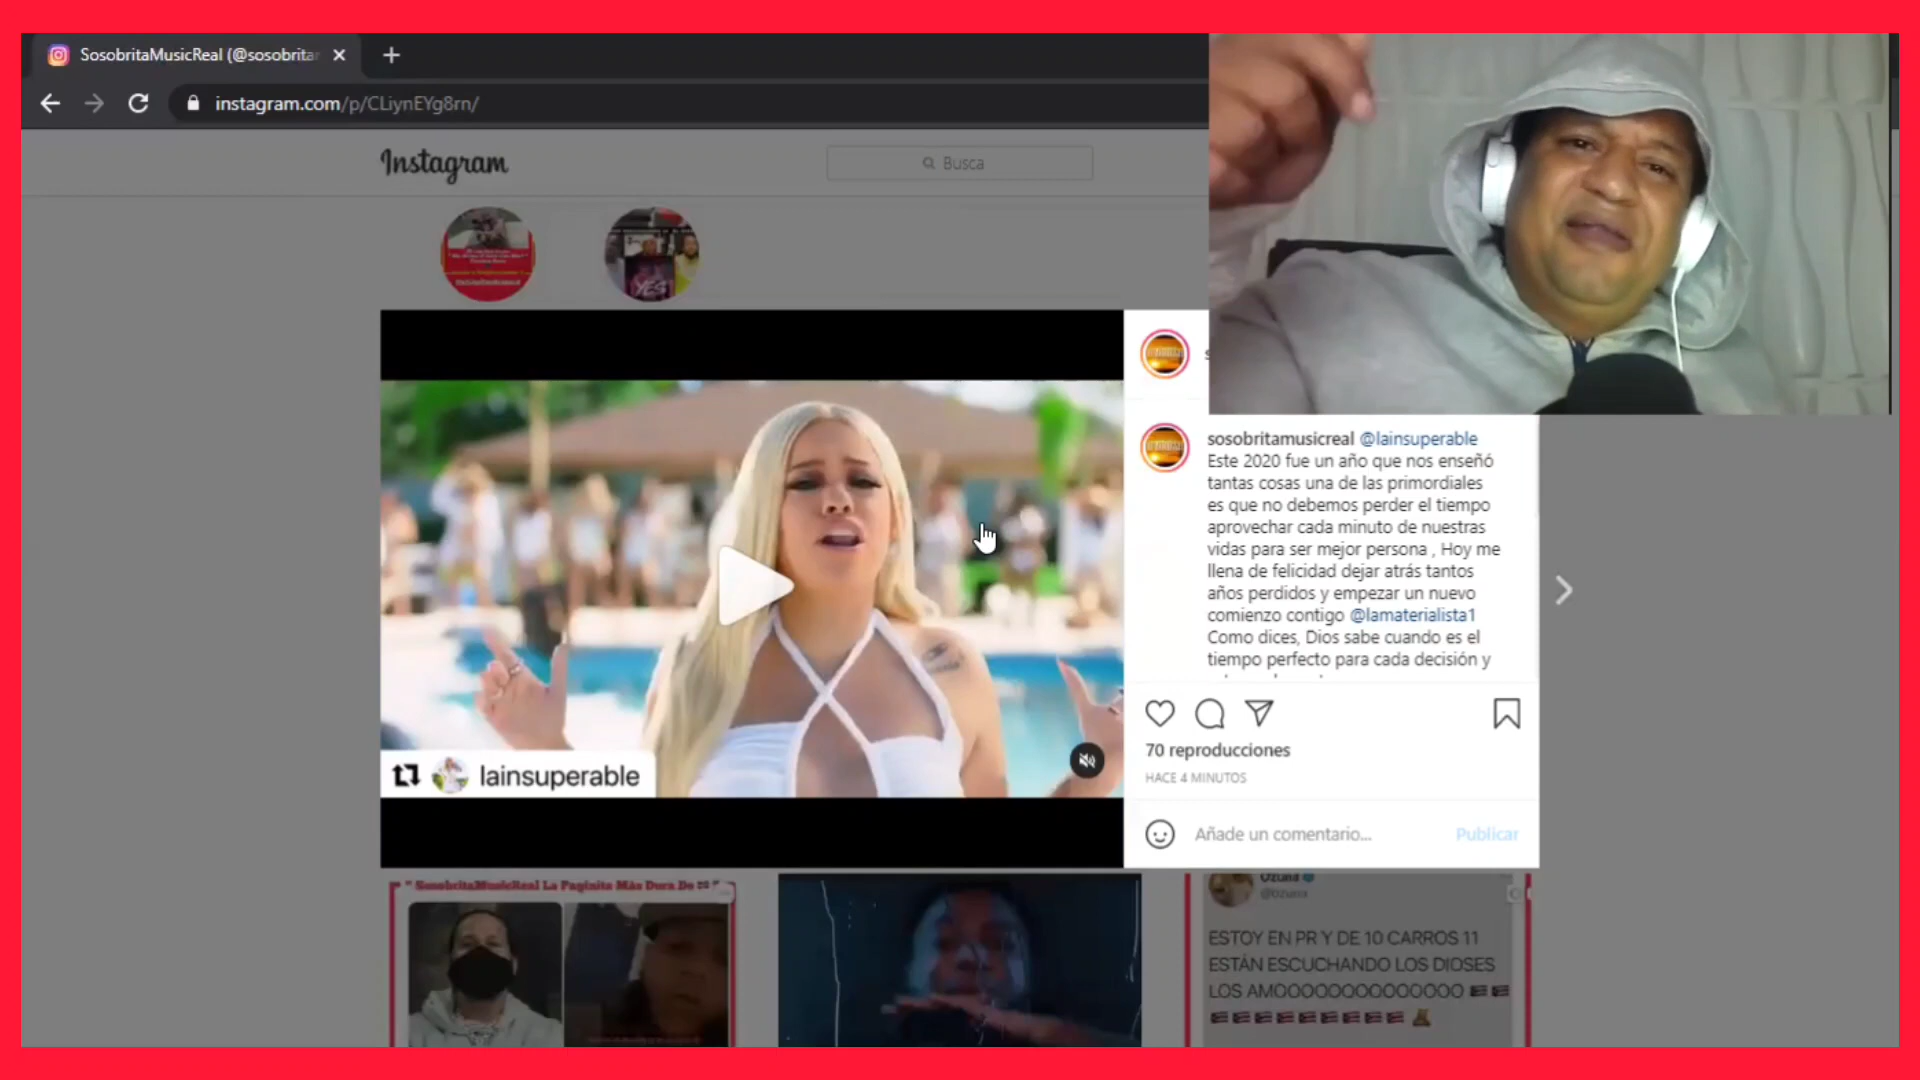 SosobritaMusicReal (@sosobritar
instagram.com/p/CLiynEYg8rn/
Instagram
Busca
YES
sosobritamusicreal @lainsuperable
Este 2020 fue un año que nos enseñó
tantas cosas una de las primordiales
es que no debemos perder el tiempo
aprovechar cada minuto de nuestras
vidas para ser mejor persona , Hoy me
llena de felicidad dejar atrás tantos
años perdidos y empezar un nuevo
comienzo contigo @lamaterialista1
Como dices, Dios sabe cuando es el
tiempo perfecto para cada decisión y
lainsuperable
70 reproducciones
HACE 4 MINUTOS
Añade un comentario...
Publicar
" SosobritaMusicReal La Paginita Más Dura De
Ozuna
@Ozuna
ESTOY EN PR Y DE 10 CARROS 11
ESTÁN ESCUCHANDO LOS DIOSES
LOS AMOOOOOOOOOOOOOO